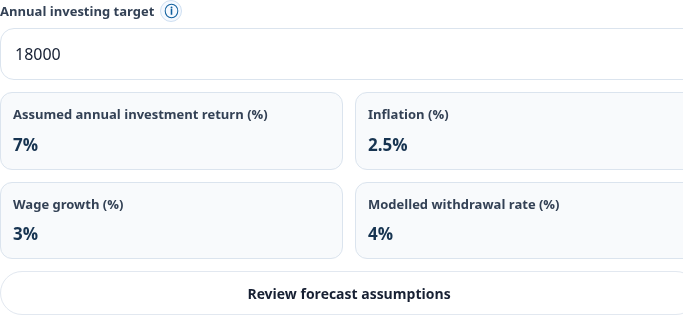 Annual investing target
18000
Assumed annual investment return (%)
7%
Inflation (%)
2.5%
Wage growth (%)
3%
Modelled withdrawal rate (%)
4%
Review forecast assumptions